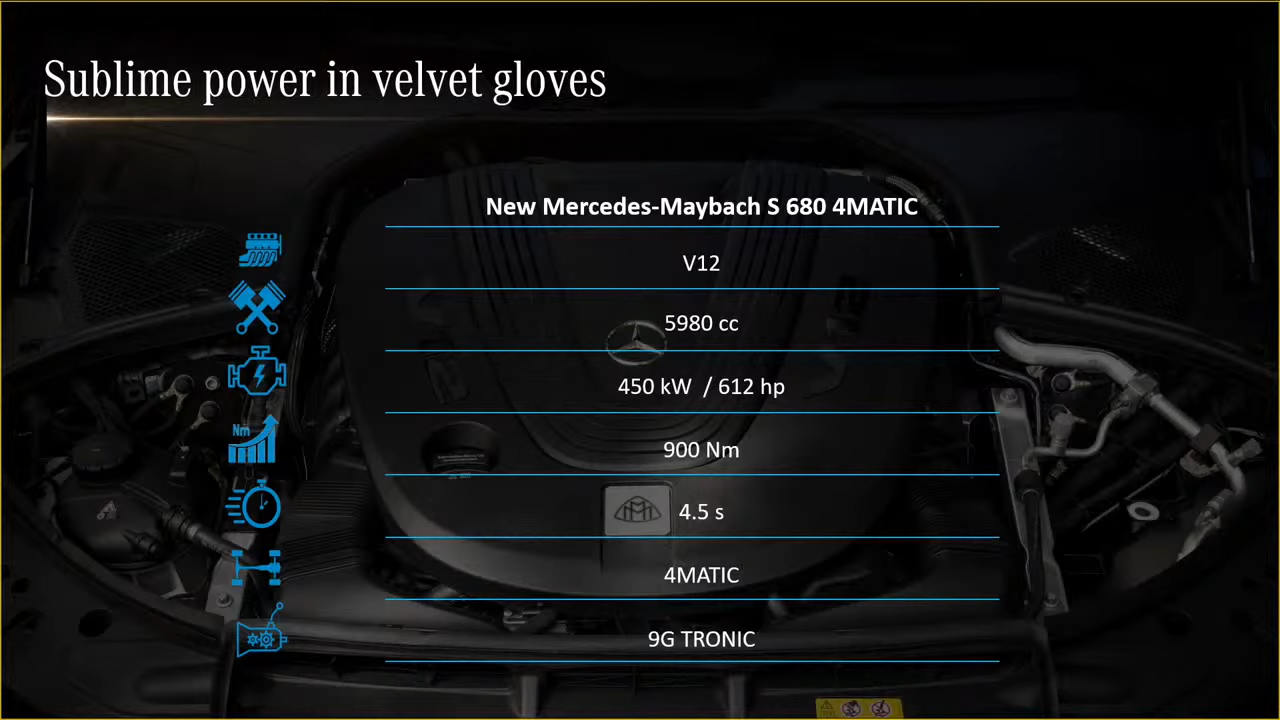 Sublime power in velvet gloves
New Mercedes-Maybach S 680 4MATIC
V12
5980 cc
450 kW / 612 hp
Nm
900 Nm
4.5 s
4MATIC
9G TRONIC